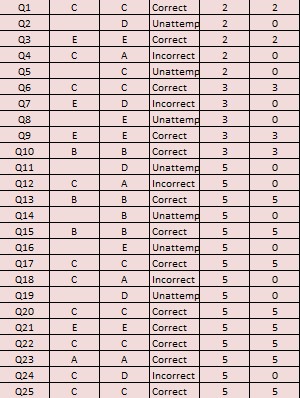 Q1 C C Correct 2 2
Q2 D Unattemp 2 0
Q3 E E Correct 2 2
Q4 C A Incorrect 2 0
Q5 C Unattemp 2 0
Q6 C C Correct 3 3
Q7 E D Incorrect 3 0
Q8 E Unattemp 3 0
Q9 E E Correct 3 3
Q10 B B Correct 3 3
Q11 D Unattemp 5 0
Q12 C A Incorrect 5 0
Q13 B B Correct 5 5
Q14 B Unattemp 5 0
Q15 B B Correct 5 5
Q16 E Unattemp 5 0
Q17 C C Correct 5 5
Q18 C A Incorrect 5 0
Q19 D Unattemp 5 0
Q20 C C Correct 5 5
Q21 E E Correct 5 5
Q22 C C Correct 5 5
Q23 A A Correct 5 5
Q24 C D Incorrect 5 0
Q25 C C Correct 5 5